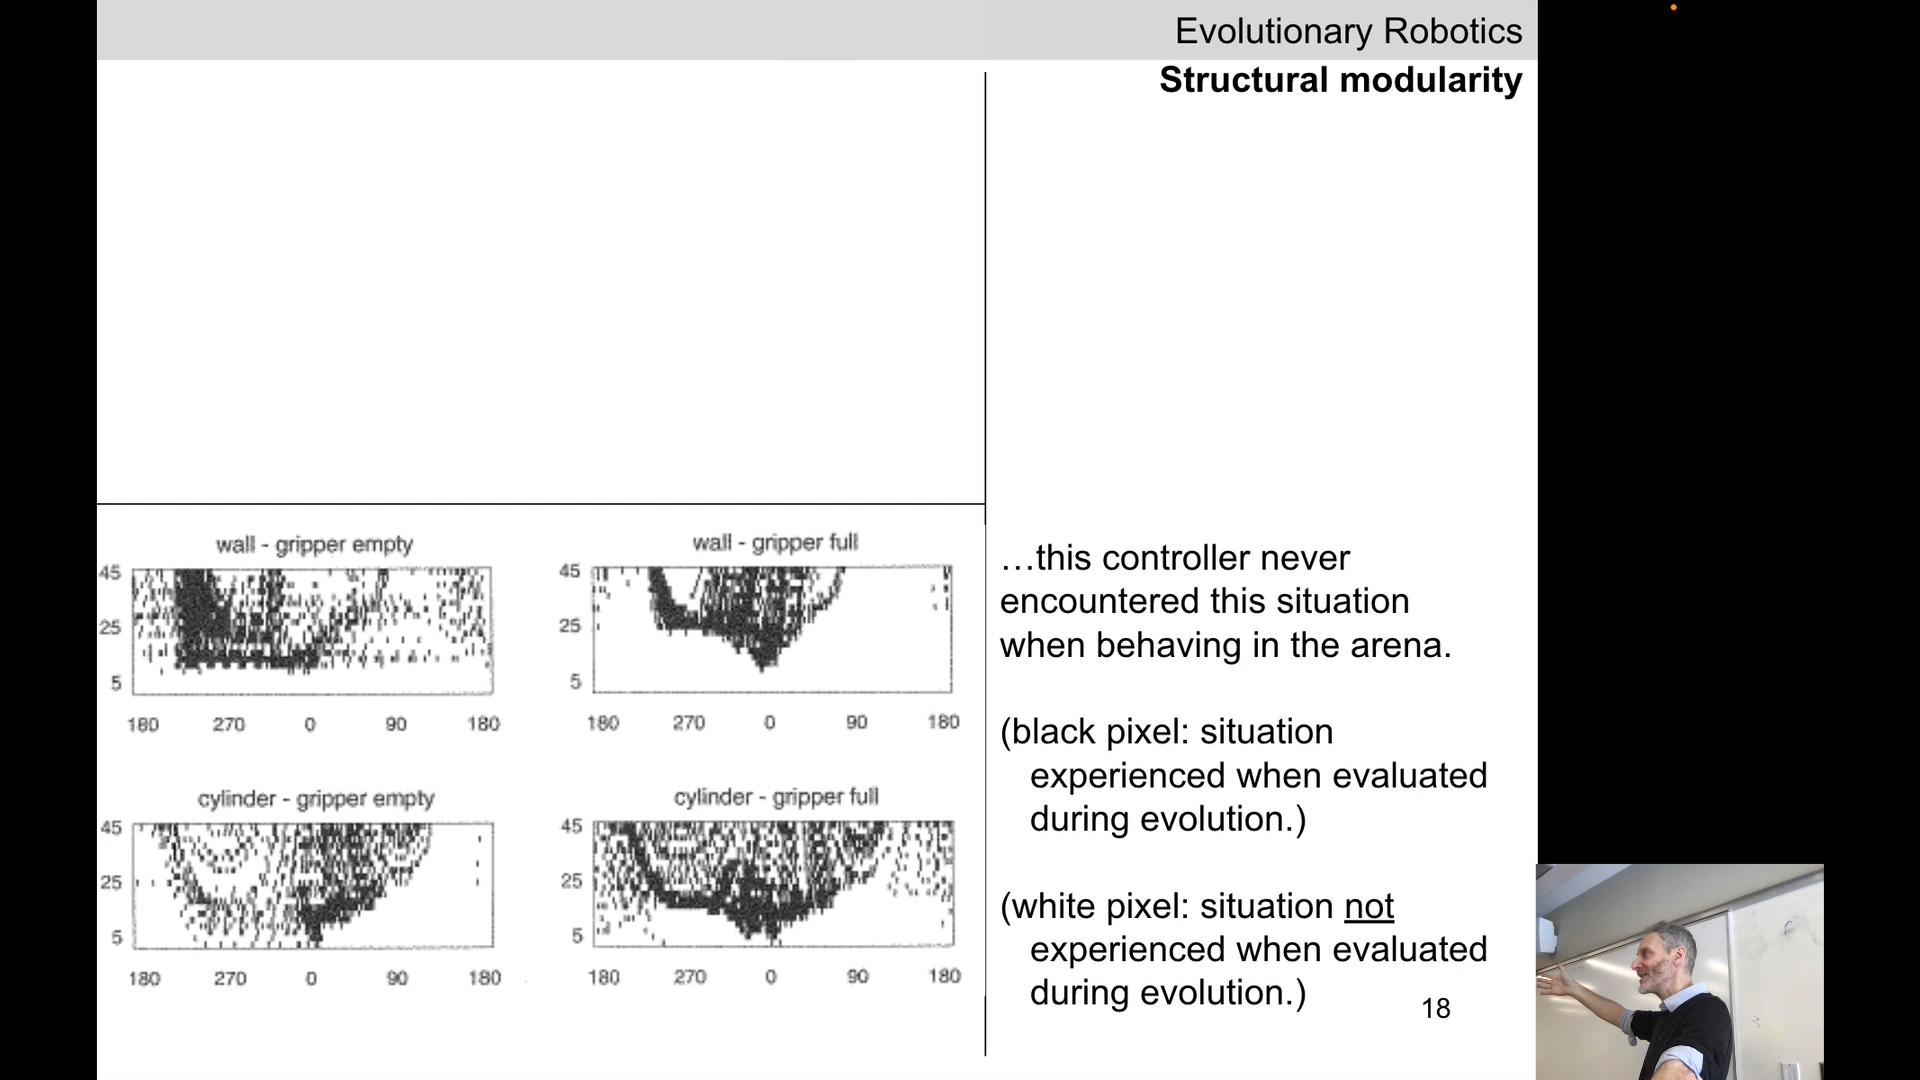 Evolutionary Robotics
Structural modularity
wall - gripper empty
45
25
5
180 270 0 90 180
wall - gripper full
45
25
5
180 270 0 90 180
cylinder - gripper empty
45
25
5
180 270 0 90 180
cylinder - gripper full
45
25
5
180 270 0 90 180
…this controller never
encountered this situation
when behaving in the arena.
(black pixel: situation
experienced when evaluated
during evolution.)
(white pixel: situation not
experienced when evaluated
during evolution.)
18